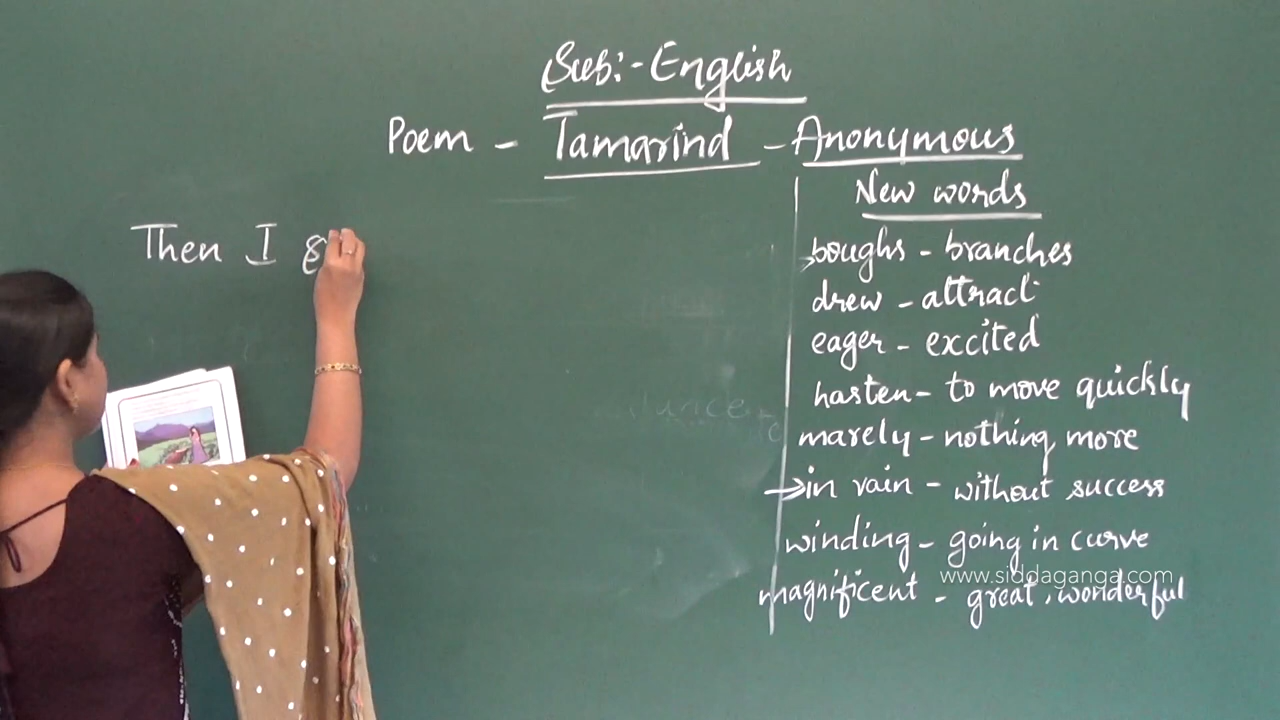 Sub:- English
Poem - Tamarind - Anonymous
New words
boughs - branches
drew - attract
eager - excited
hasten - to move quickly
marely - nothing more
in vain - without success
winding - going in curve
magnificent - great, wonderful
Then I
www.siddaganga.com